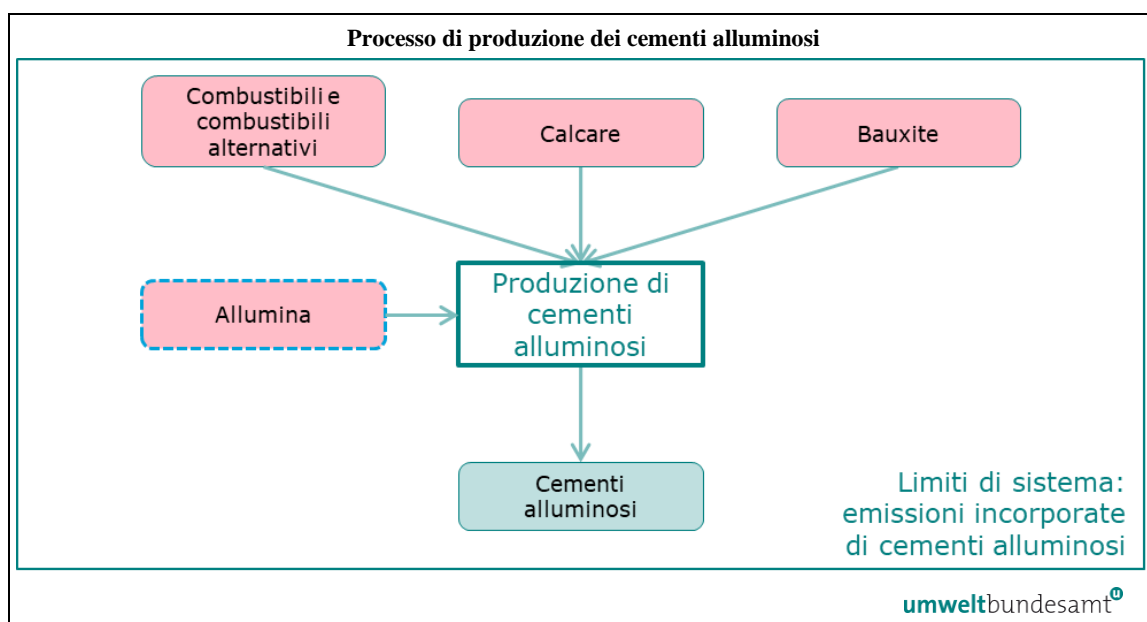 Processo di produzione dei cementi alluminosi
Combustibili e
combustibili
alternativi
Calcare
Bauxite
Allumina
Produzione di
cementi
alluminosi
Cementi
alluminosi
Limiti di sistema:
emissioni incorporate
di cementi alluminosi
umweltbundesamt u